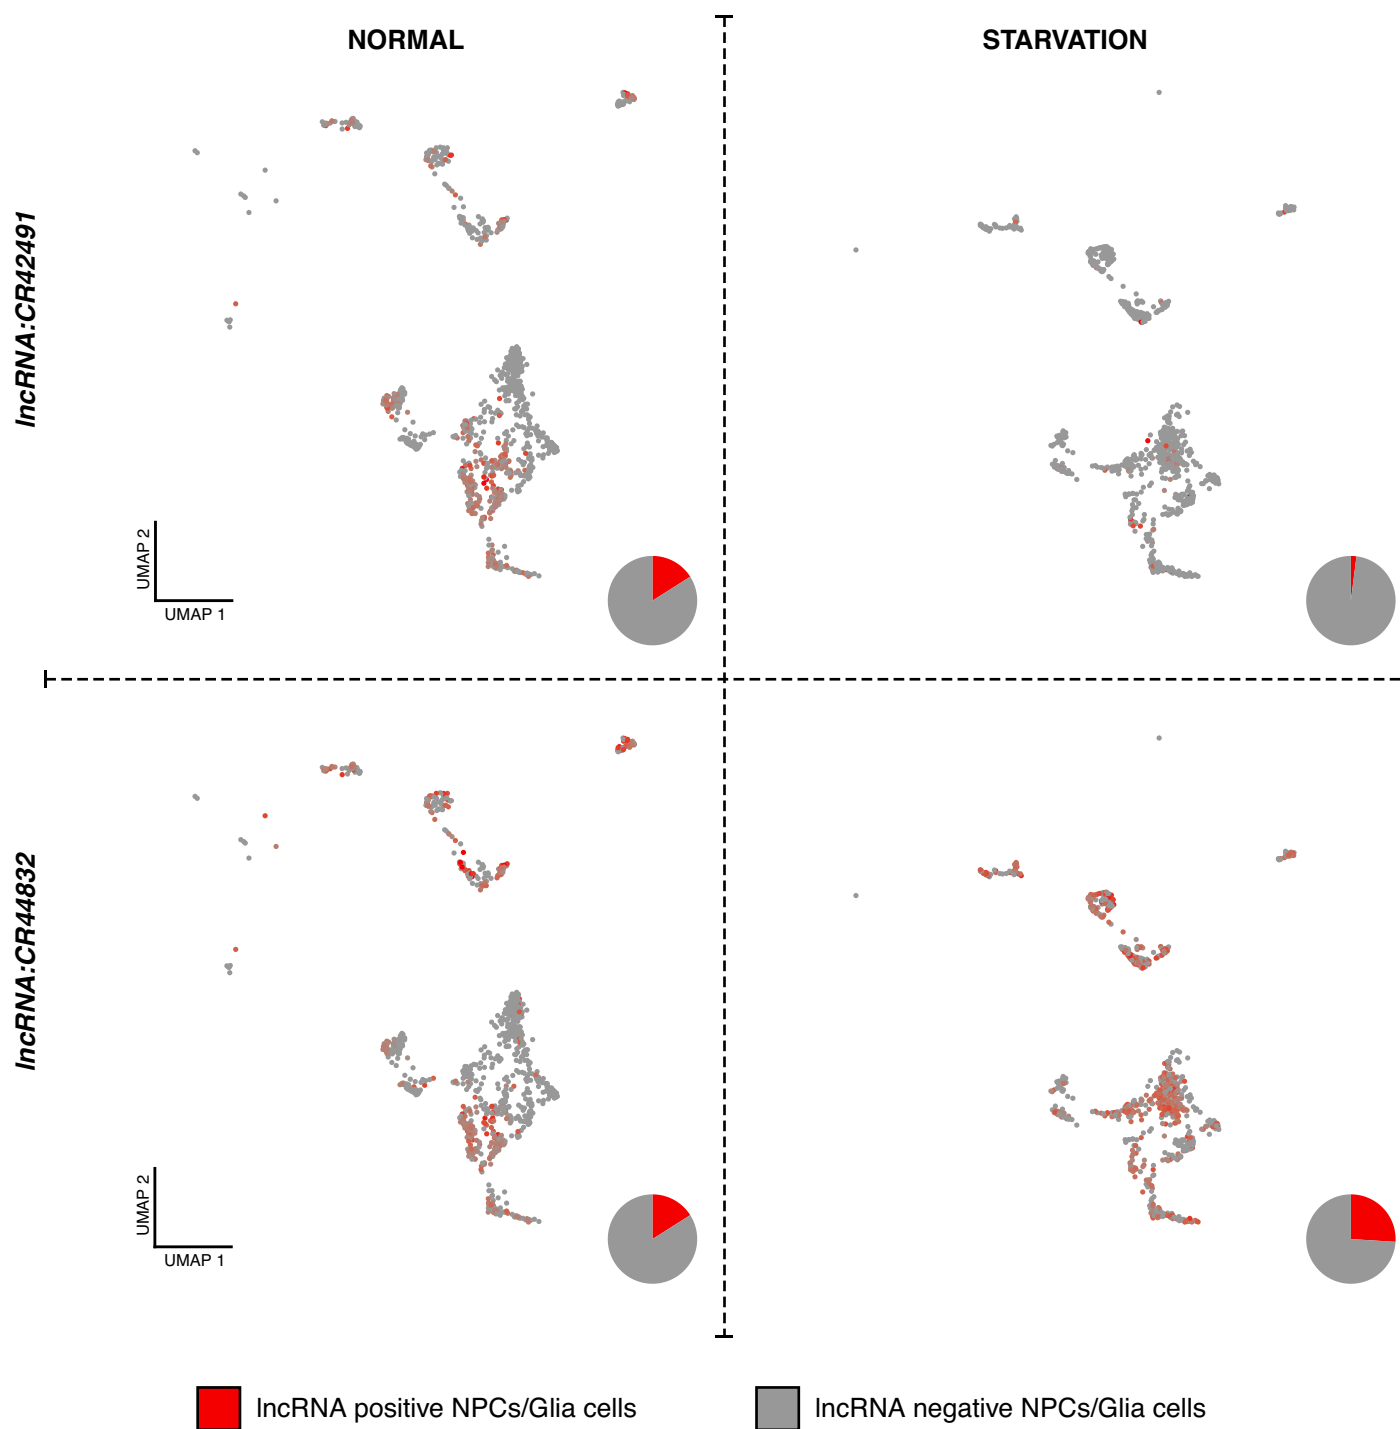 NORMAL
STARVATION
lncRNA:CR42491
UMAP 2
UMAP 1
lncRNA:CR44832
UMAP 2
UMAP 1
lncRNA positive NPCs/Glia cells
lncRNA negative NPCs/Glia cells